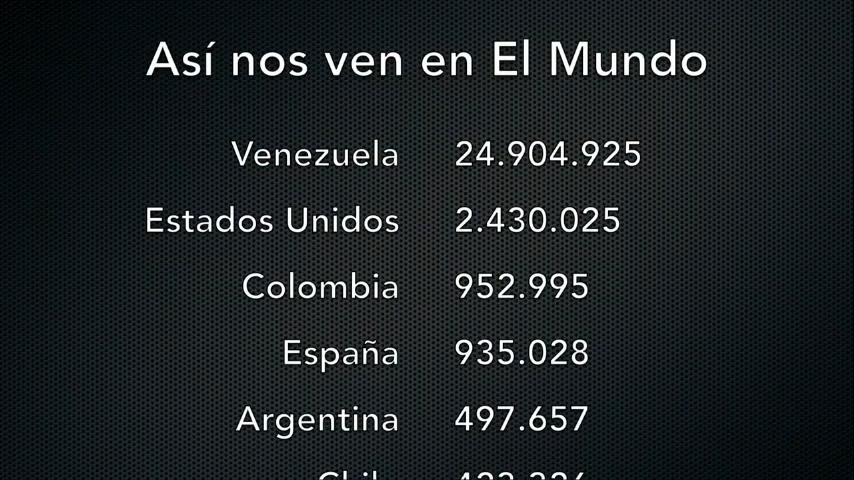 Así nos ven en El Mundo
Venezuela 24.904.925
Estados Unidos 2.430.025
Colombia 952.995
España 935.028
Argentina 497.657